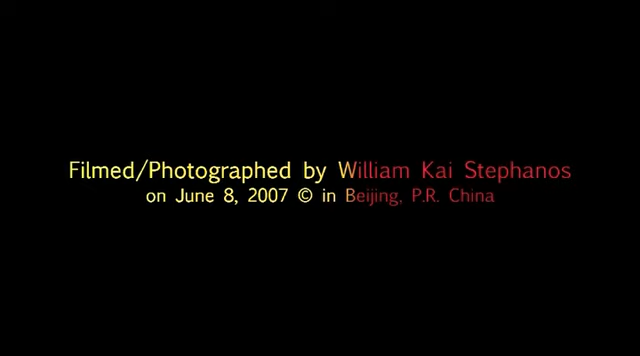 Filmed/Photographed by William Kai Stephanos
on June 8, 2007 © in Beijing, P.R. China